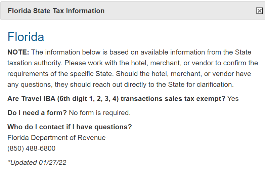 Florida State Tax Information
Florida
NOTE: The information below is based on available information from the State
taxation authority. Please work with the hotel, merchant, or vendor to confirm the
requirements of the specific State. Should the hotel, merchant, or vendor have
any questions, they should reach out directly to the State for clarification.
Are Travel IBA (6th digit 1, 2, 3, 4) transactions sales tax exempt? Yes
Do I need a form? No form is required.
Who do I contact if I have questions?
Florida Department of Revenue
(850) 488-6800
*Updated 01/27/22